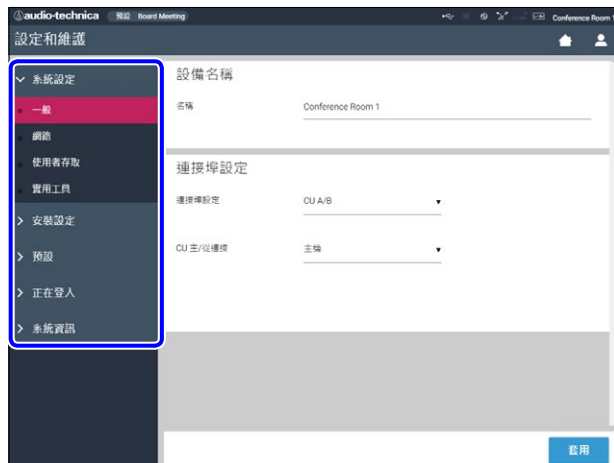 audio-technica 預設 Board Meeting Conference Room 1
設定和維護
系統設定
一般
網路
使用者存取
實用工具
安裝設定
預設
正在登入
系統資訊
設備名稱
名稱 Conference Room 1
連接埠設定
連接埠設定 CU A/B
CU 主/從連接 主機
套用